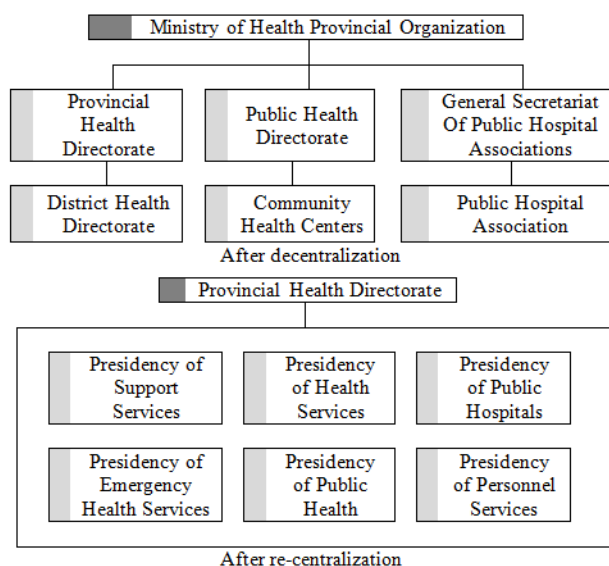 Ministry of Health Provincial Organization
Provincial
Health
Directorate
Public Health
Directorate
General Secretariat
Of Public Hospital
Associations
District Health
Directorate
Community
Health Centers
Public Hospital
Association
After decentralization
Provincial Health Directorate
Presidency of
Support
Services
Presidency
of Health
Services
Presidency
of Public
Hospitals
Presidency of
Emergency
Health Services
Presidency
of Public
Health
Presidency
of Personnel
Services
After re-centralization